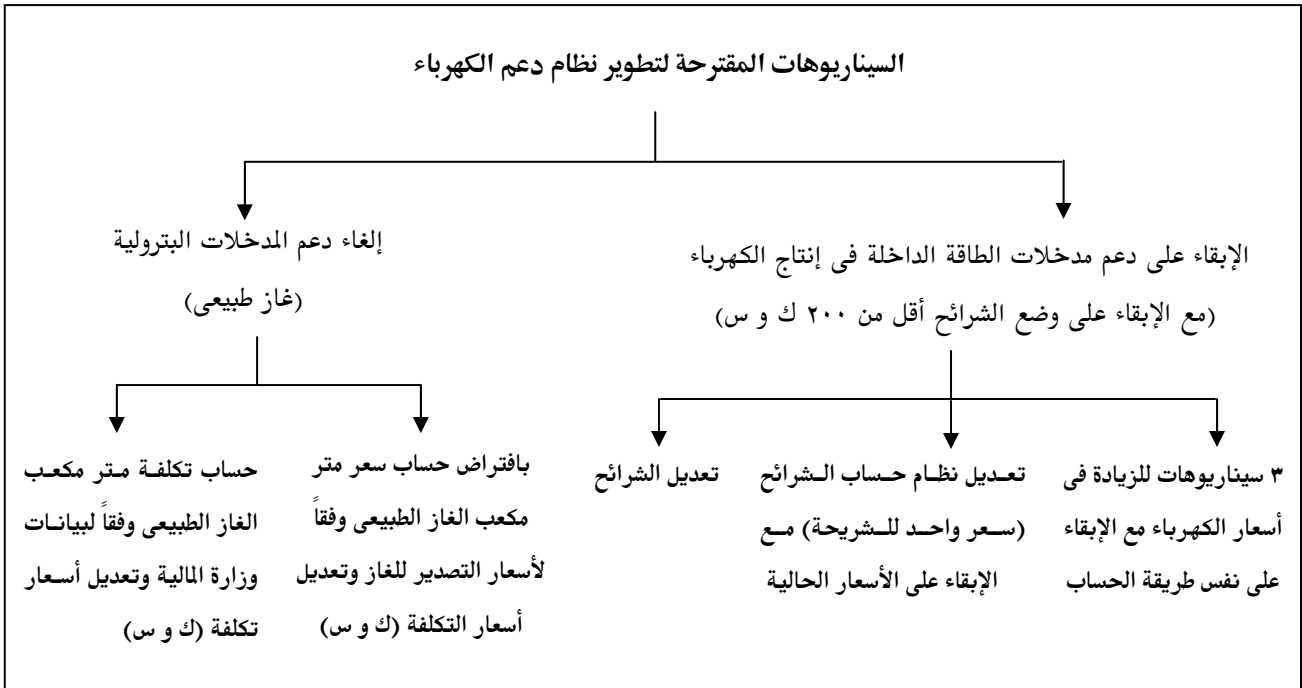 السيناريوهات المقترحة لتطوير نظام دعم الكهرباء
الإبقاء على دعم مدخلات الطاقة الداخلة فى إنتاج الكهرباء
(مع الإبقاء على وضع الشرائح أقل من ٢٠٠ ك و س)
إلغاء دعم المدخلات البترولية
(غاز طبيعى)
٣ سيناريوهات للزيادة فى
أسعار الكهرباء مع الإبقاء
على نفس طريقة الحساب
تعديل نظام حساب الشرائح
(سعر واحد للشريحة) مع
الإبقاء على الأسعار الحالية
تعديل الشرائح
بافتراض حساب سعر متر
مكعب الغاز الطبيعى وفقاً
لأسعار التصدير للغاز وتعديل
أسعار التكلفة (ك و س)
حساب تكلفة متر مكعب
الغاز الطبيعى وفقاً لبيانات
وزارة المالية وتعديل أسعار
تكلفة (ك و س)